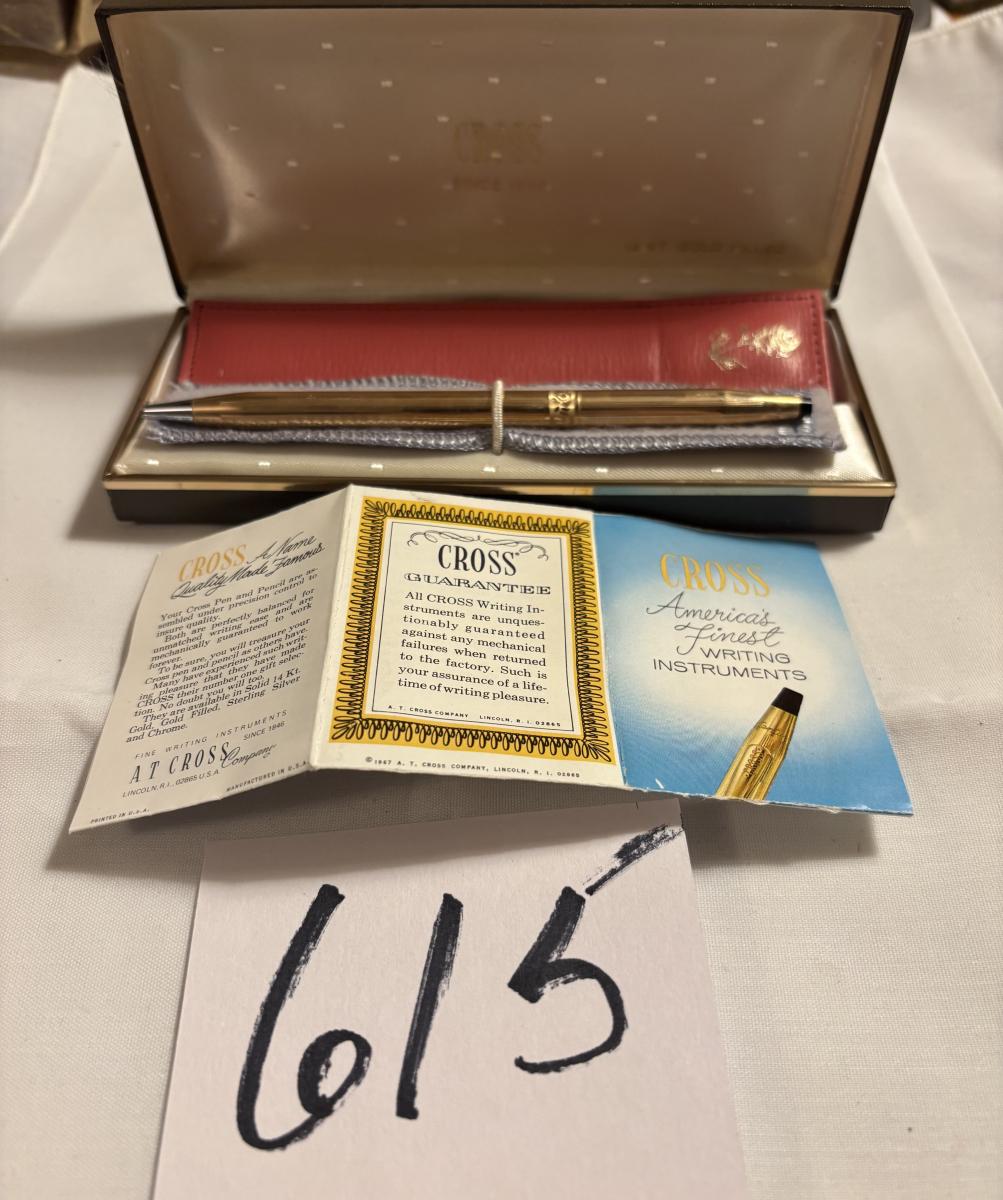 CROSS
SINCE 1846
CROSS A Name
Quality Made Famous
Your Cross Pen and Pencil are as-
sembled under precision control to
insure quality.
Both are perfectly balanced for
unmatched writing ease and are
mechanically guaranteed to work
forever.
To be sure, you will treasure your
Cross pen and pencil as others have.
Many have experienced such writ-
ing pleasure that they have made
CROSS their number one gift selec-
tion. No doubt you will too.
They are available in Solid 14 Kt.
Gold, Gold Filled, Sterling Silver
and Chrome.
FINE WRITING INSTRUMENTS
SINCE 1846
A T CROSS Company
LINCOLN, R.I., 02865 U.S.A.
MANUFACTURED IN U.S.A.
PRINTED IN U.S.A.
CROSS
GUARANTEE
All CROSS Writing In-
struments are unques-
tionably guaranteed
against any mechanical
failures when returned
to the factory. Such is
your assurance of a life-
time of writing pleasure.
A. T. CROSS COMPANY LINCOLN, R. I. 02865
© 1967 A. T. CROSS COMPANY, LINCOLN, R. I. 02865
CROSS
America's
Finest
WRITING
INSTRUMENTS
615